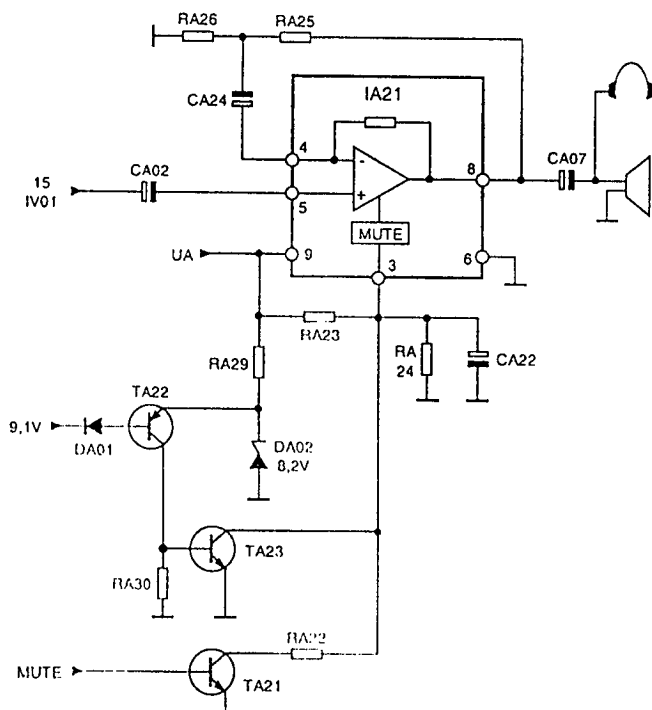 RA26
RA25
CA24
IA21
4
-
CA02
8
CA07
15
IV01
5
+
MUTE
UA
9
3
6
RA23
RA29
RA
24
CA22
TA22
9,1V
DA01
DA02
8,2V
TA23
RA30
RA22
MUTE
TA21